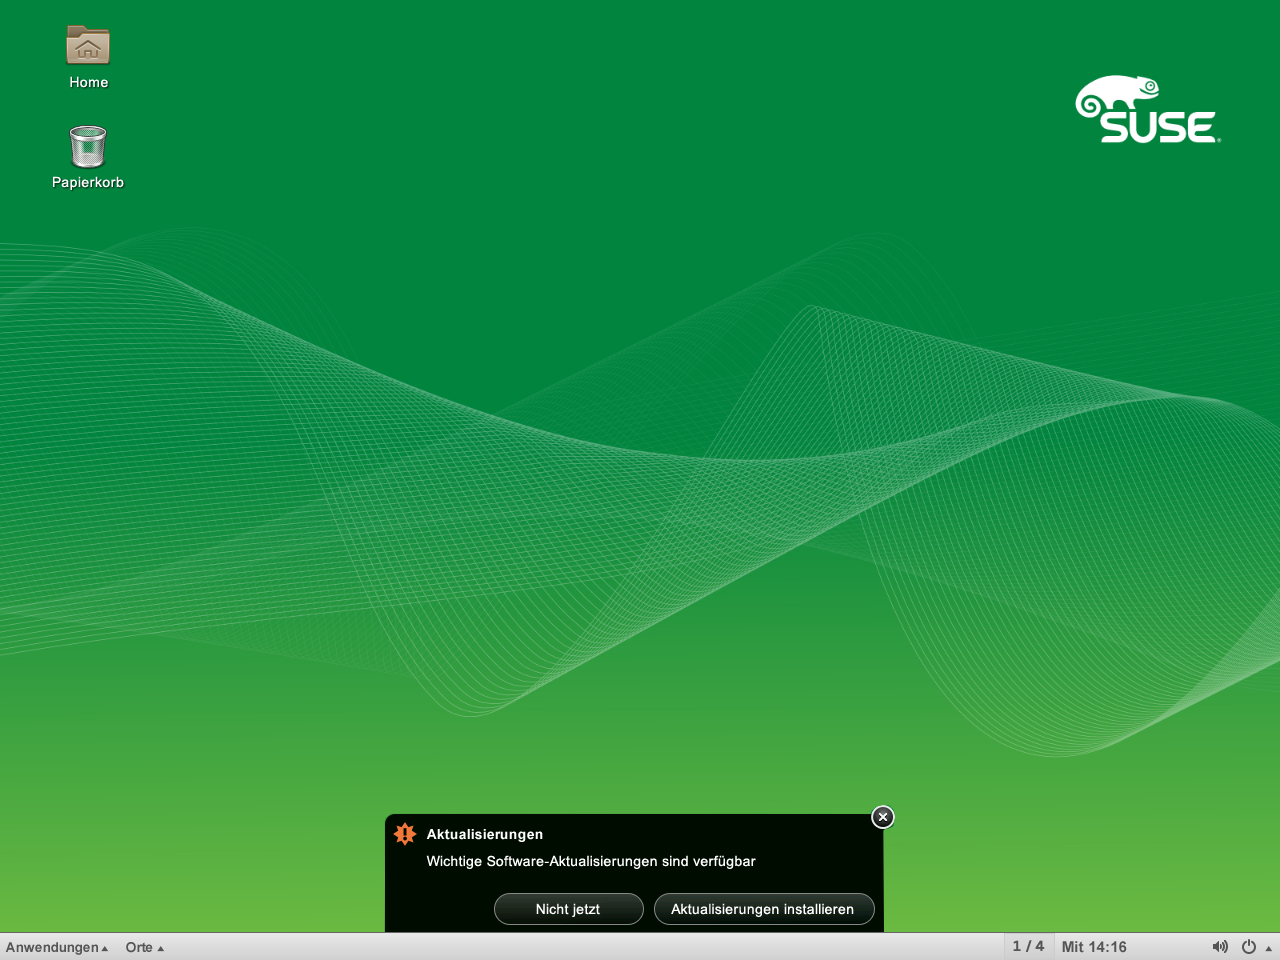 Home
SUSE
Papierkorb
Aktualisierungen
Wichtige Software-Aktualisierungen sind verfügbar
Nicht jetzt
Aktualisierungen installieren
Anwendungen Orte 1 / 4 Mit 14:16